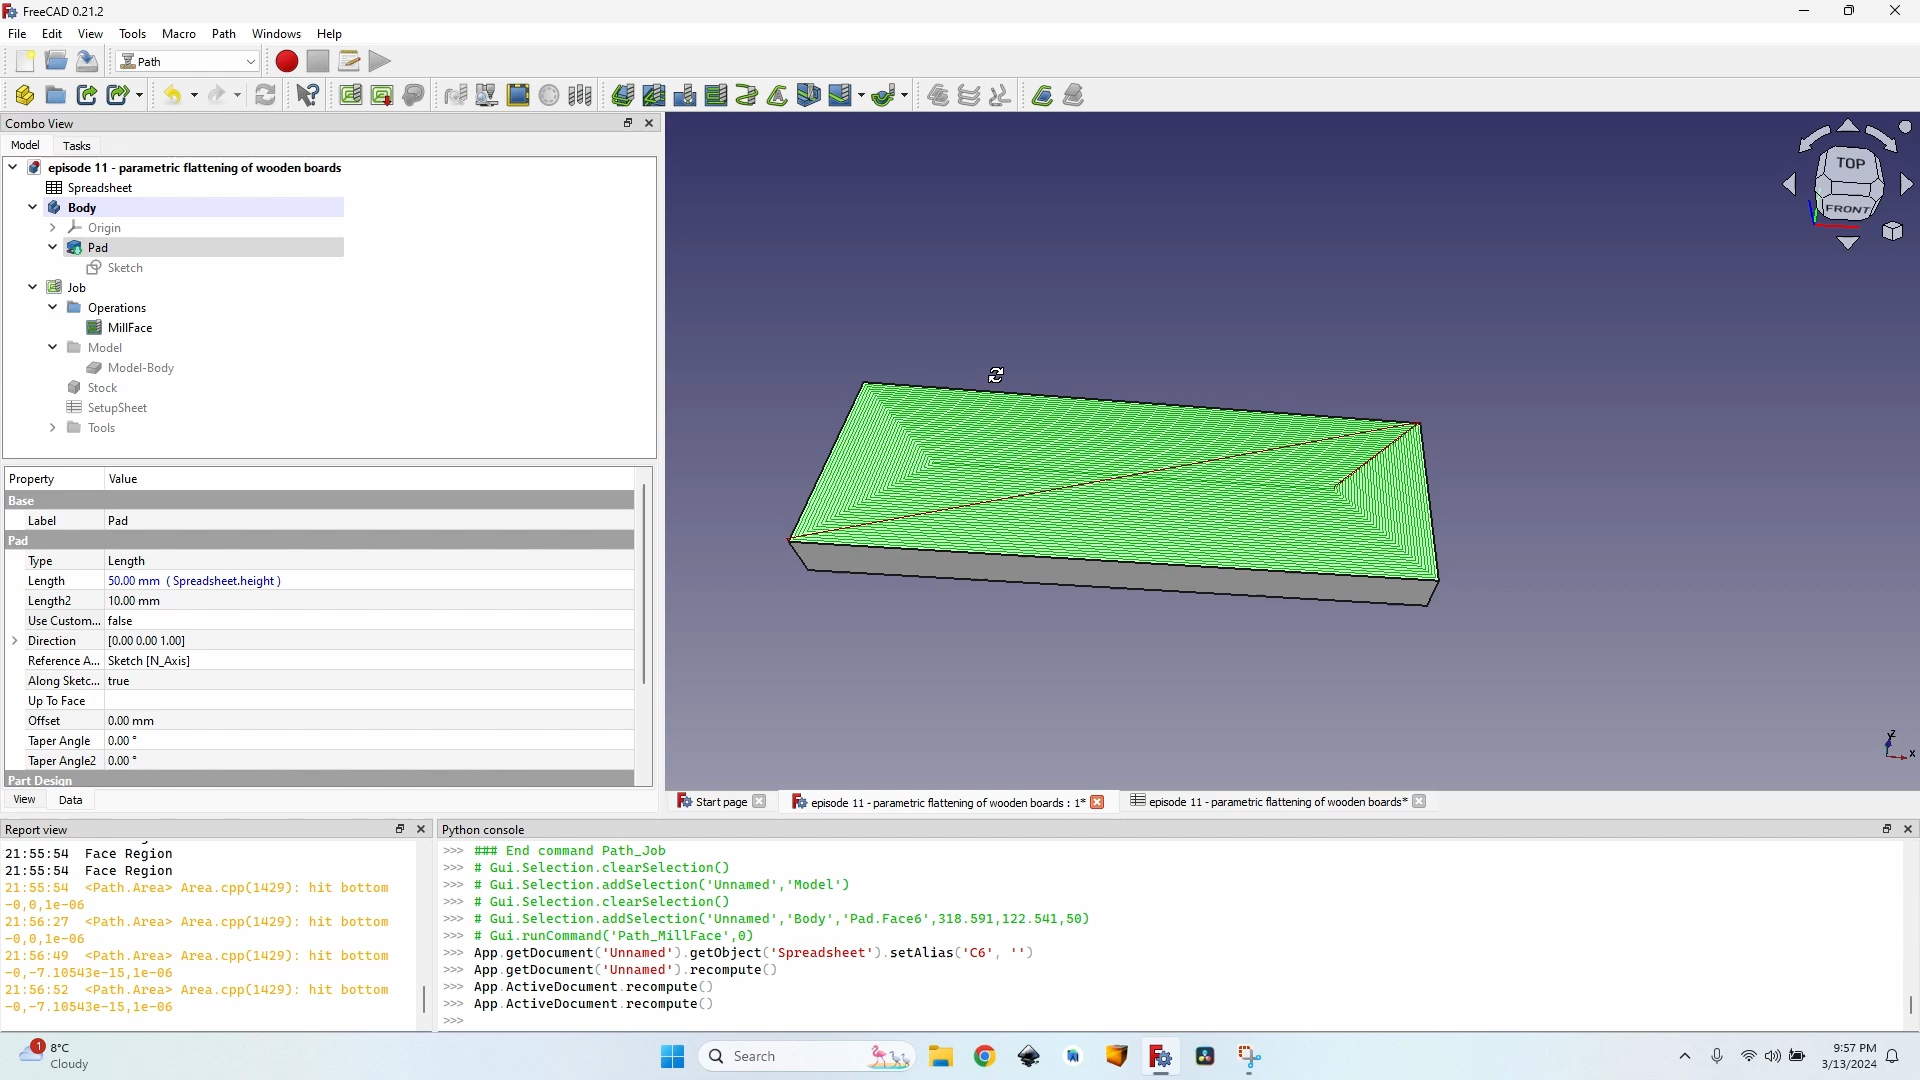 FreeCAD 0.21.2
File Edit View Tools Macro Path Windows Help
Path
Combo View
Model Tasks
episode 11 - parametric flattening of wooden boards
Spreadsheet
Body
Origin
Pad
Sketch
Job
Operations
MillFace
Model
Model-Body
Stock
SetupSheet
Tools
TOP
FRONT
Property Value
Base
Label Pad
Pad
Type Length
Length 50.00 mm ( Spreadsheet.height )
Length2 10.00 mm
Use Custom... false
Direction [0.00 0.00 1.00]
Reference A... Sketch [N_Axis]
Along Sketc... true
Up To Face
Offset 0.00 mm
Taper Angle 0.00 °
Taper Angle2 0.00 °
Part Design
View Data
Z
X
Start page episode 11 - parametric flattening of wooden boards : 1* episode 11 - parametric flattening of wooden boards*
Report view
21:55:54 Face Region
21:55:54 Face Region
21:55:54 <Path.Area> Area.cpp(1429): hit bottom
-0,0,1e-06
21:56:27 <Path.Area> Area.cpp(1429): hit bottom
-0,0,1e-06
21:56:49 <Path.Area> Area.cpp(1429): hit bottom
-0,-7.10543e-15,1e-06
21:56:52 <Path.Area> Area.cpp(1429): hit bottom
-0,-7.10543e-15,1e-06
Python console
>>> ### End command Path_Job
>>> # Gui.Selection.clearSelection()
>>> # Gui.Selection.addSelection('Unnamed','Model')
>>> # Gui.Selection.clearSelection()
>>> # Gui.Selection.addSelection('Unnamed','Body','Pad.Face6',318.591,122.541,50)
>>> # Gui.runCommand('Path_MillFace',0)
>>> App.getDocument('Unnamed').getObject('Spreadsheet').setAlias('C6', '')
>>> App.getDocument('Unnamed').recompute()
>>> App.ActiveDocument.recompute()
>>> App.ActiveDocument.recompute()
>>>
1
8°C
Cloudy
Search
9:57 PM
3/13/2024